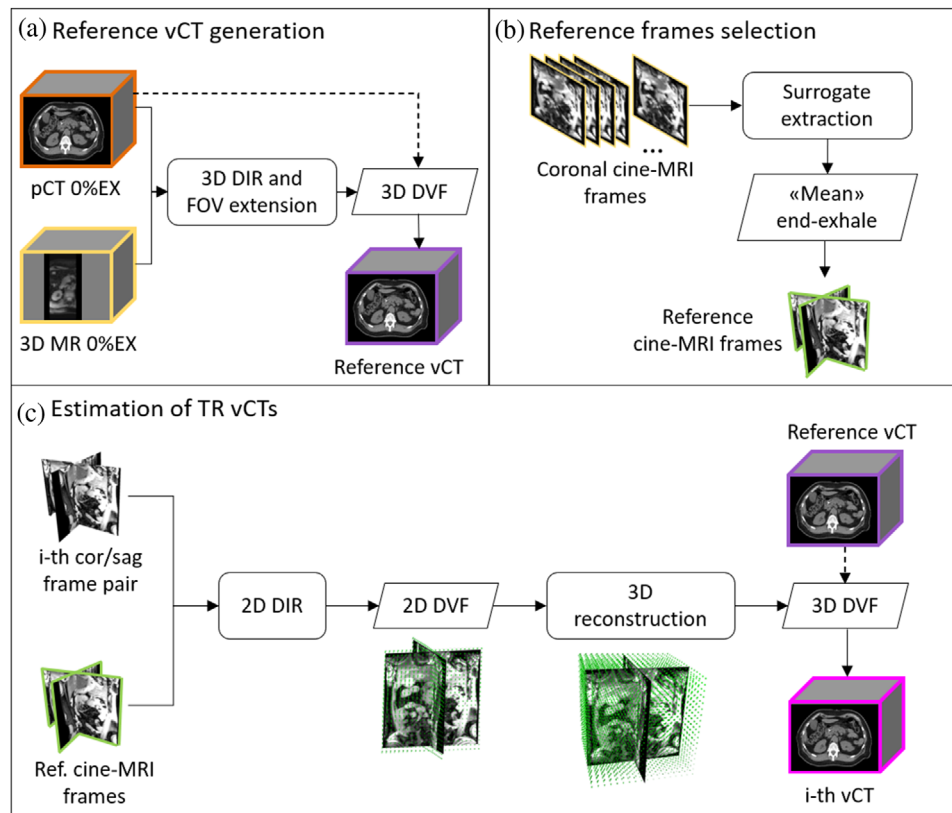 (a) Reference vCT generation
pCT 0%EX
3D DIR and
FOV extension
3D DVF
3D MR 0%EX
Reference vCT
(b) Reference frames selection
...
Coronal cine-MRI
frames
Surrogate
extraction
«Mean»
end-exhale
Reference
cine-MRI frames
(c) Estimation of TR vCTs
i-th cor/sag
frame pair
Ref. cine-MRI
frames
2D DIR
2D DVF
3D
reconstruction
Reference vCT
3D DVF
i-th vCT